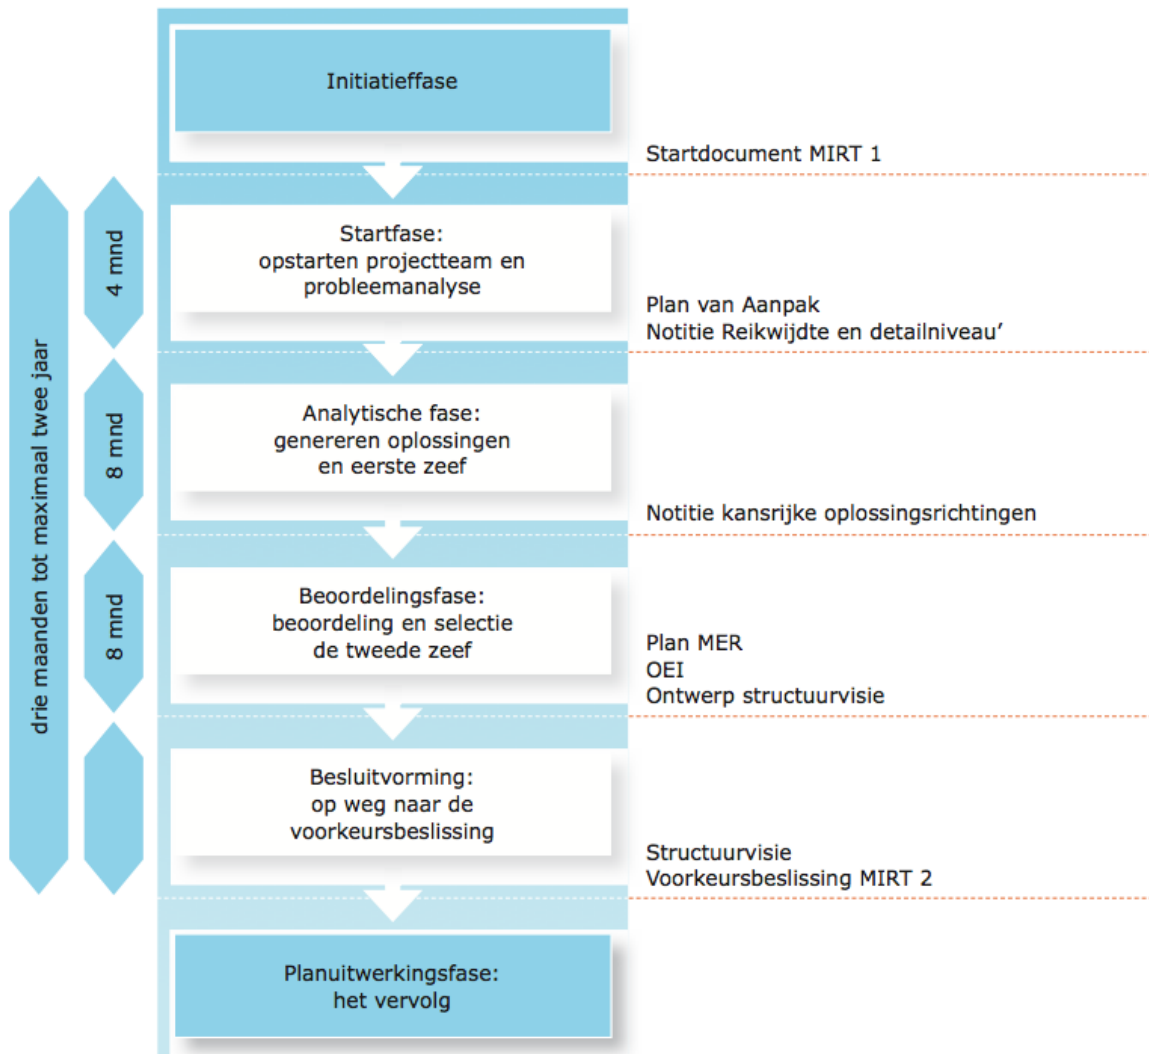 Initiatieffase
Startdocument MIRT 1
drie maanden tot maximaal twee jaar
4 mnd
Startfase:
opstarten projectteam en
probleemanalyse
Plan van Aanpak
Notitie Reikwijdte en detailniveau’
8 mnd
Analytische fase:
genereren oplossingen
en eerste zeef
Notitie kansrijke oplossingsrichtingen
8 mnd
Beoordelingsfase:
beoordeling en selectie
de tweede zeef
Plan MER
OEI
Ontwerp structuurvisie
Besluitvorming:
op weg naar de
voorkeursbeslissing
Structuurvisie
Voorkeursbeslissing MIRT 2
Planuitwerkingsfase:
het vervolg